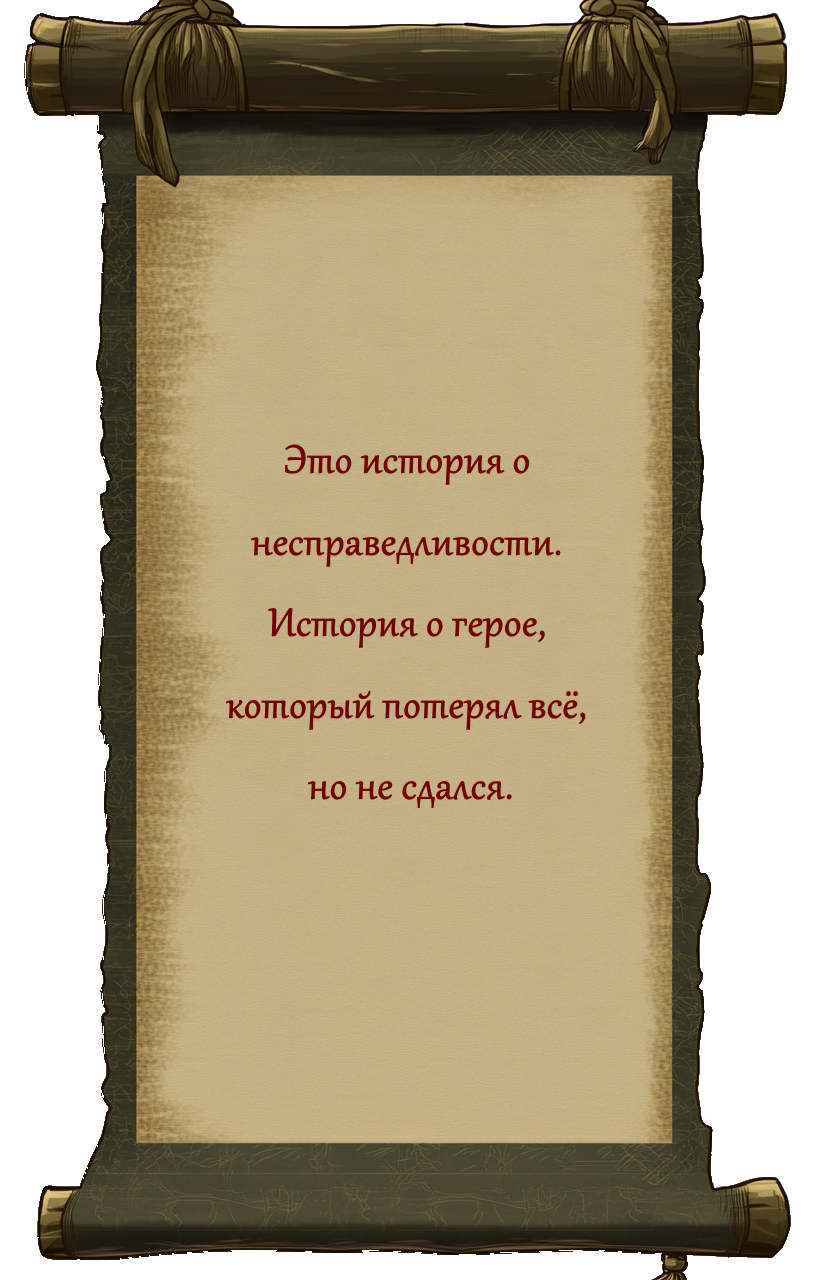 Это история о
несправедливости.
История о герое,
который потерял всё,
но не сдался.